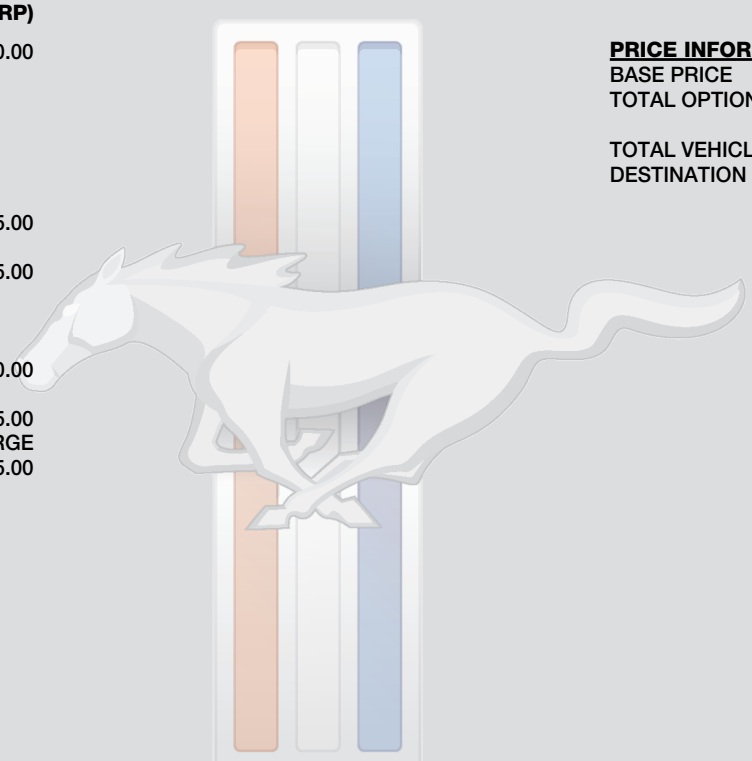 RP)
0.00
5.00
5.00
0.00
5.00
RGE
5.00
PRICE INFOR
BASE PRICE
TOTAL OPTION
TOTAL VEHICL
DESTINATION